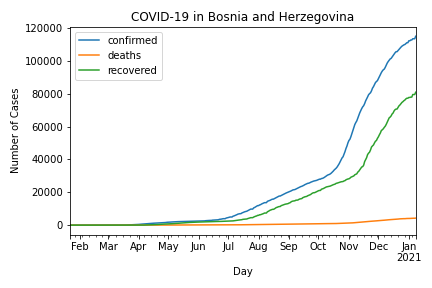 COVID-19 in Bosnia and Herzegovina
confirmed
deaths
recovered
Number of Cases
120000
100000
80000
60000
40000
20000
0
Feb Mar Apr May Jun Jul Aug Sep Oct Nov Dec Jan
2021
Day